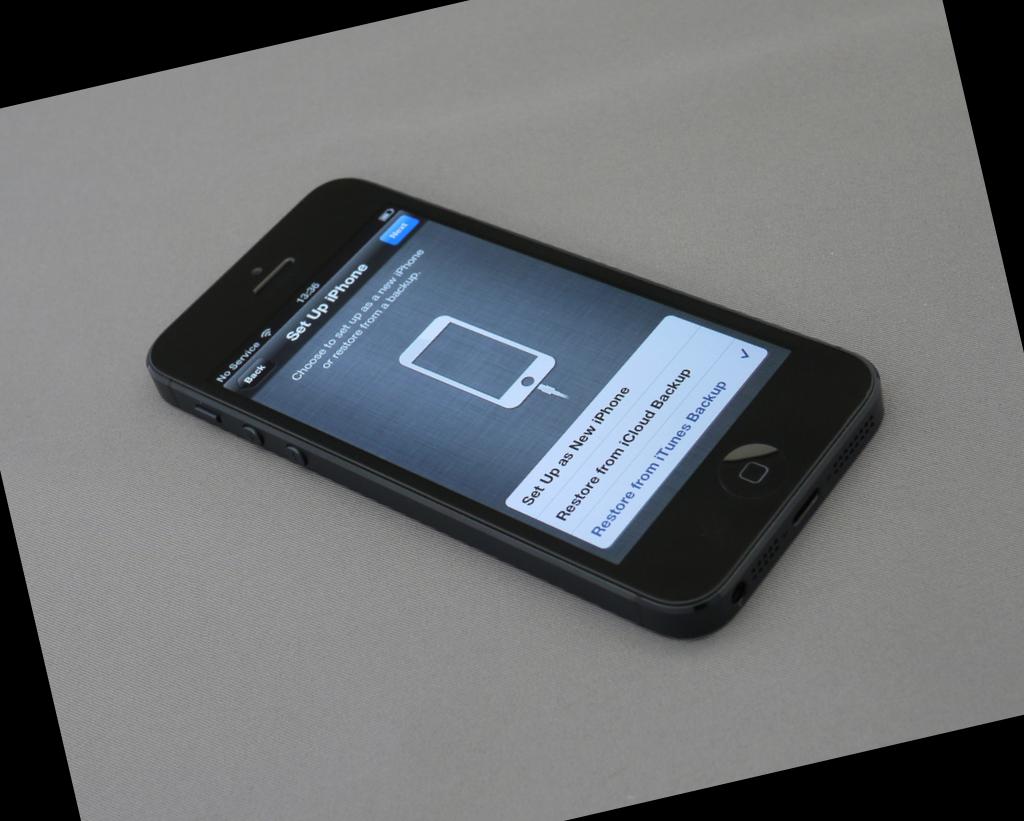 No Service 13:36
Back Set Up iPhone Next
Choose to set up as a new iPhone
or restore from a backup.
Set Up as New iPhone
Restore from iCloud Backup
Restore from iTunes Backup ✓